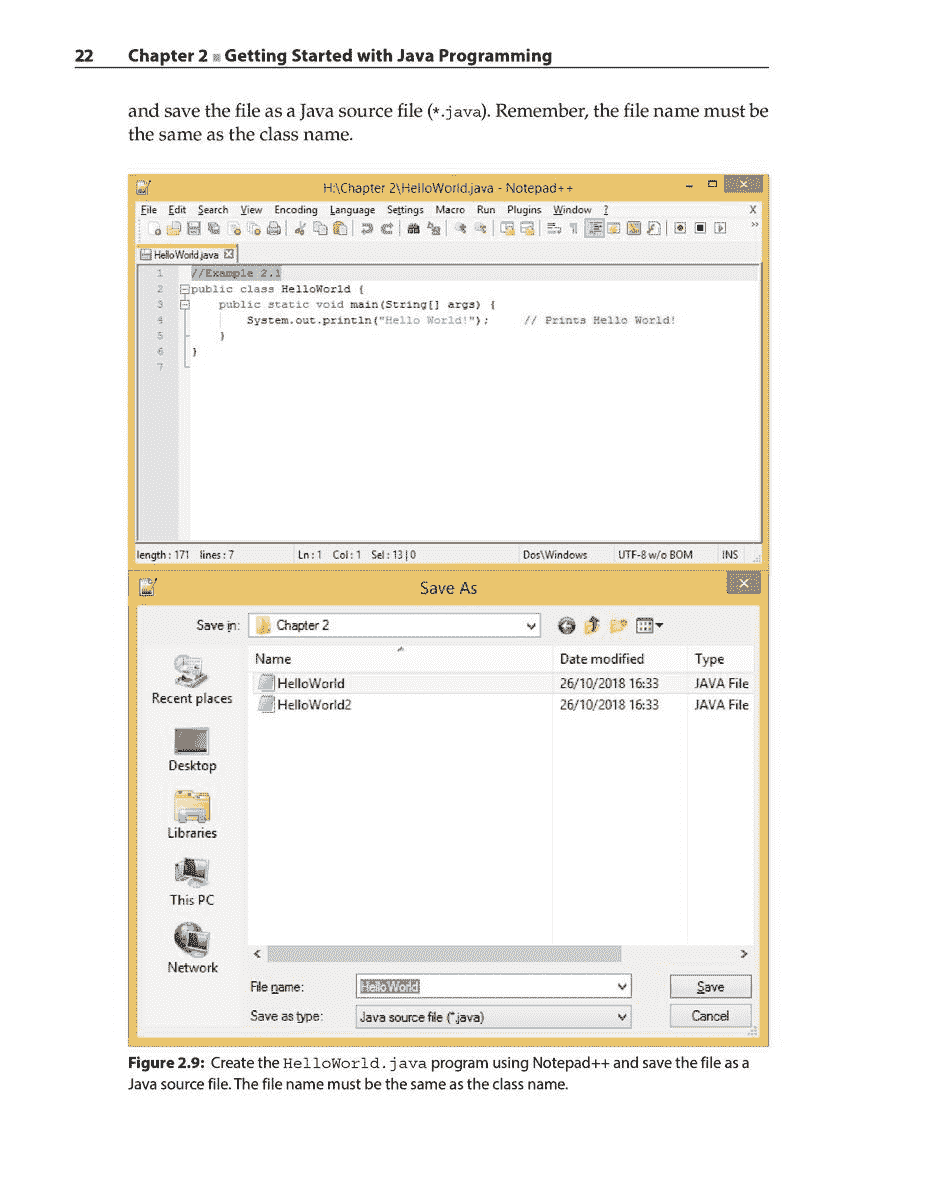 22 Chapter 2 ■ Getting Started with Java Programming
and save the file as a Java source file (*.java). Remember, the file name must be
the same as the class name.
H:\Chapter 2\HelloWorld.java - Notepad++
File Edit Search View Encoding Language Settings Macro Run Plugins Window ? X
HelloWorld.java
1 //Example 2.1
2 public class HelloWorld {
3 public static void main(String[] args) {
4 System.out.println("Hello World!"); // Prints Hello World!
5 }
6 }
7
length : 171 lines : 7 Ln : 1 Col : 1 Sel : 13 | 0 Dos\Windows UTF-8 w/o BOM INS
Save As
Save in: Chapter 2
Name Date modified Type
HelloWorld 26/10/2018 16:33 JAVA File
HelloWorld2 26/10/2018 16:33 JAVA File
Recent places
Desktop
Libraries
This PC
Network
File name: HelloWorld Save
Save as type: Java source file (*.java) Cancel
Figure 2.9: Create the HelloWorld.java program using Notepad++ and save the file as a
Java source file. The file name must be the same as the class name.